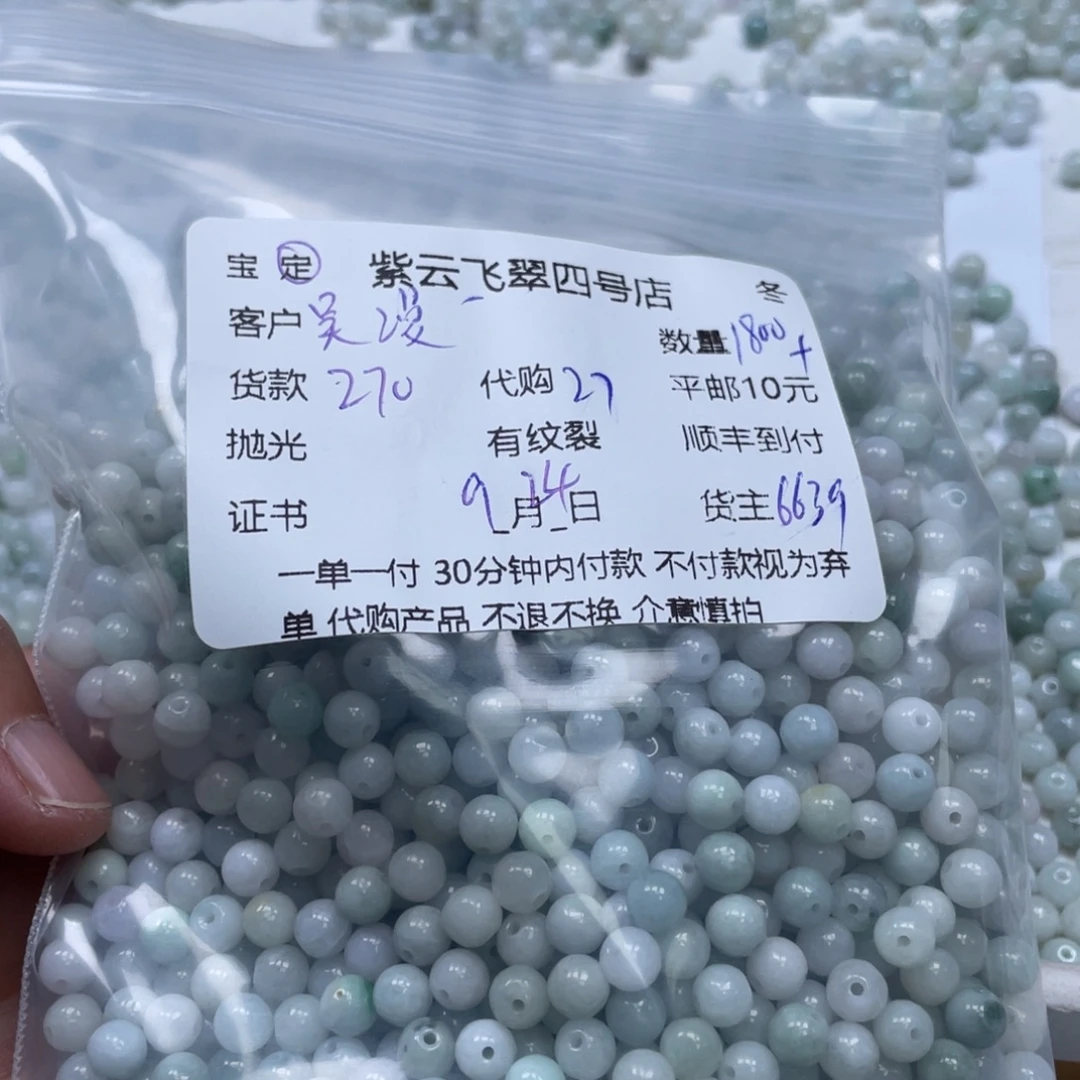 宝 定 紫云飞翠四号店 冬
客户 吴 数量 1800+
货款 270 代购 27 平邮10元
抛光 有纹裂 顺丰到付
证书 9月14日 货主 6639
一单一付 30分钟内付款 不付款视为弃
单 代购产品 不退不换 介意慎拍